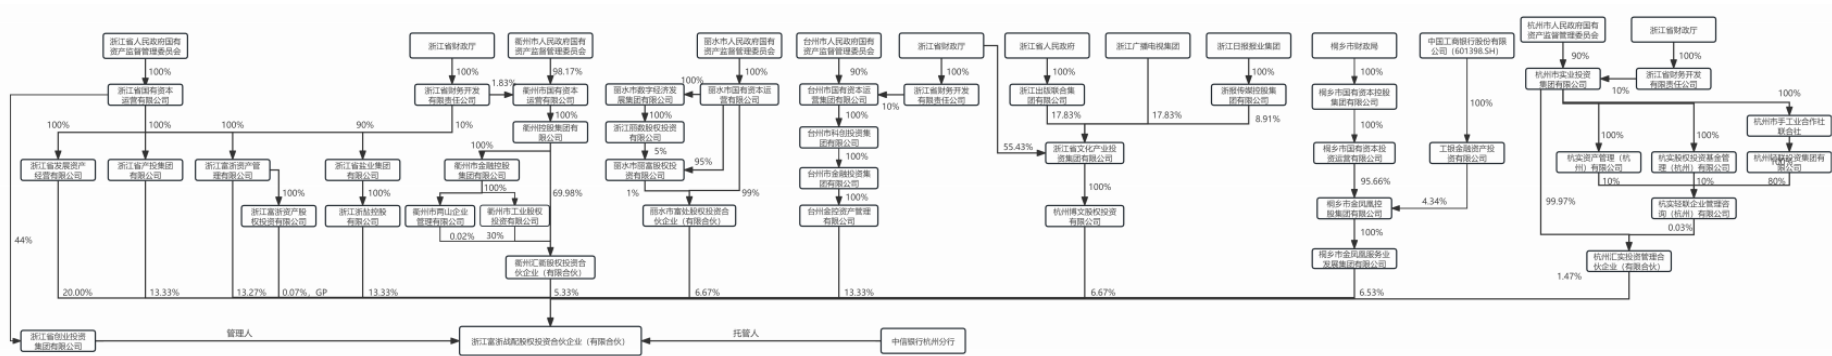 浙江省人民政府国有
资产监督管理委员会
浙江省财政厅
衢州市人民政府国有
资产监督管理委员会
丽水市人民政府国有
资产监督管理委员会
台州市人民政府国有
资产监督管理委员会
浙江省财政厅
浙江省人民政府
浙江广播电视集团
浙江日报报业集团
桐乡市财政局
中国工商银行股份有限
公司（601398.SH）
杭州市人民政府国有
资产监督管理委员会
浙江省财政厅
100%
100%
98.17%
100%
90%
100%
100%
100%
100%
90%
100%
浙江省国有资本
运营有限公司
浙江省财务开发
有限责任公司
1.83%
衢州市国有资本
运营有限公司
丽水市数字经济发
展集团有限公司
100%
丽水市国有资本运
营有限公司
台州市国有资本运
营集团有限公司
10%
浙江省财务开发
有限责任公司
浙江出版联合集
团有限公司
浙报传媒控股集
团有限公司
桐乡市国有资本控股
集团有限公司
100%
杭州市实业投资
集团有限公司
10%
浙江省财务开发
有限责任公司
100%
100%
100%
100%
90%
10%
100%
衢州控股集团有
限公司
浙江丽数股权投资
有限公司
100%
100%
台州市科创投资集
团有限公司
17.83%
17.83%
8.91%
100%
100%
杭州市手工业合作社
联合社
浙江省发展资产
经营有限公司
浙江省产投集团
有限公司
浙江富浙资产管
理有限公司
浙江省盐业集团
有限公司
100%
衢州市金融控股
集团有限公司
5%
丽水市丽富股权投
资有限公司
95%
100%
台州市金融投资集
团有限公司
55.43%
浙江省文化产业投
资集团有限公司
桐乡市国有资本投
资运营有限公司
工银金融资产投
资有限公司
100%
100%
杭实资产管理（杭
州）有限公司
杭实股权投资基金管
理（杭州）有限公司
100%
杭州轻联投资集团有
限公司
100%
100%
100%
100%
69.98%
1%
99%
100%
100%
95.66%
10%
10%
80%
浙江富浙资产股
权投资有限公司
浙江浙盐控股
有限公司
衢州市两山企业
管理有限公司
衢州市工业股权
投资有限公司
丽水市富处股权投资合
伙企业（有限合伙）
台州金控资产管理
有限公司
杭州博文股权投资
有限公司
桐乡市金凤凰控
股集团有限公司
4.34%
99.97%
杭实轻联企业管理咨
询（杭州）有限公司
44%
0.02%
30%
100%
0.03%
衢州汇衢股权投资合
伙企业（有限合伙）
桐乡市金凤凰服务业
发展集团有限公司
杭州汇实投资管理合
伙企业（有限合伙）
1.47%
20.00%
13.33%
13.27%
0.07%，GP
13.33%
5.33%
6.67%
13.33%
6.67%
6.53%
浙江省创业投资
集团有限公司
管理人
浙江富浙战配股权投资合伙企业（有限合伙）
托管人
中信银行杭州分行